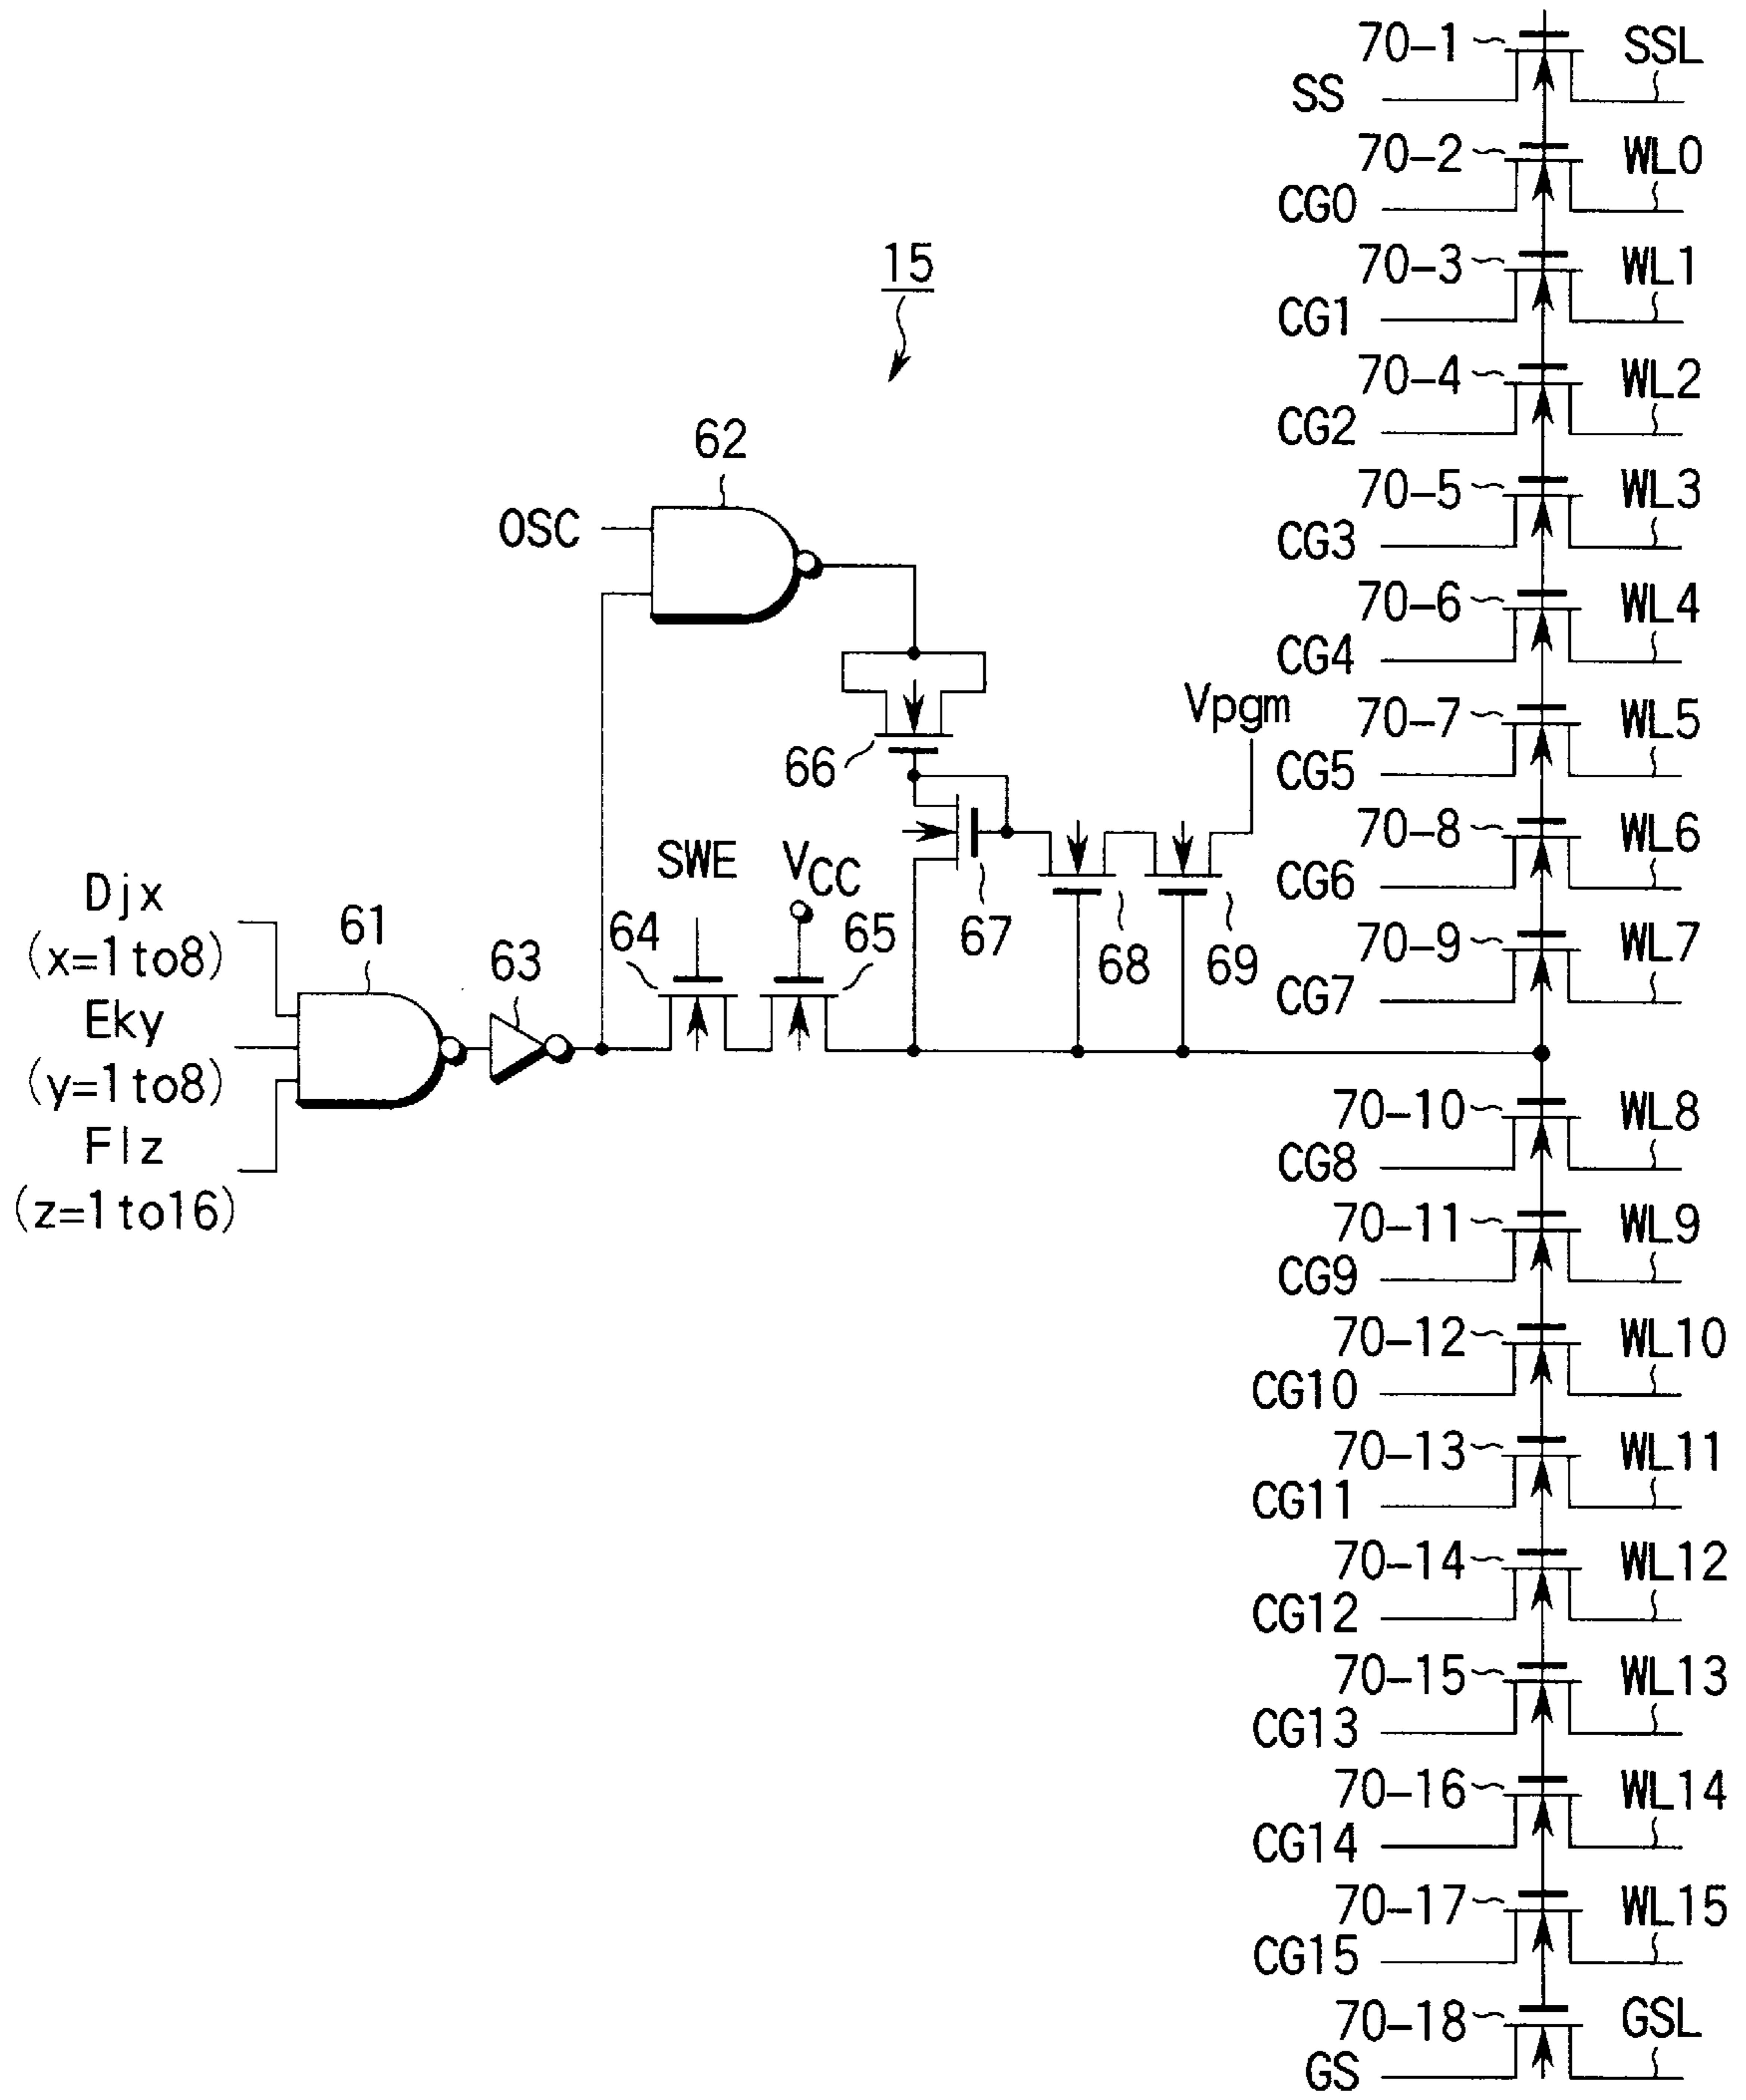 70-1
SSL
SS
70-2
WL0
CG0
15
70-3
WL1
CG1
70-4
WL2
CG2
62
70-5
WL3
OSC
CG3
70-6
WL4
CG4
Vpgm
70-7
WL5
66
CG5
70-8
WL6
SWE
VCC
CG6
Djx
61
64
65
67
68
69
70-9
WL7
(x=1to8)
63
CG7
Eky
(y=1to8)
70-10
WL8
Flz
CG8
(z=1to16)
70-11
WL9
CG9
70-12
WL10
CG10
70-13
WL11
CG11
70-14
WL12
CG12
70-15
WL13
CG13
70-16
WL14
CG14
70-17
WL15
CG15
70-18
GSL
GS